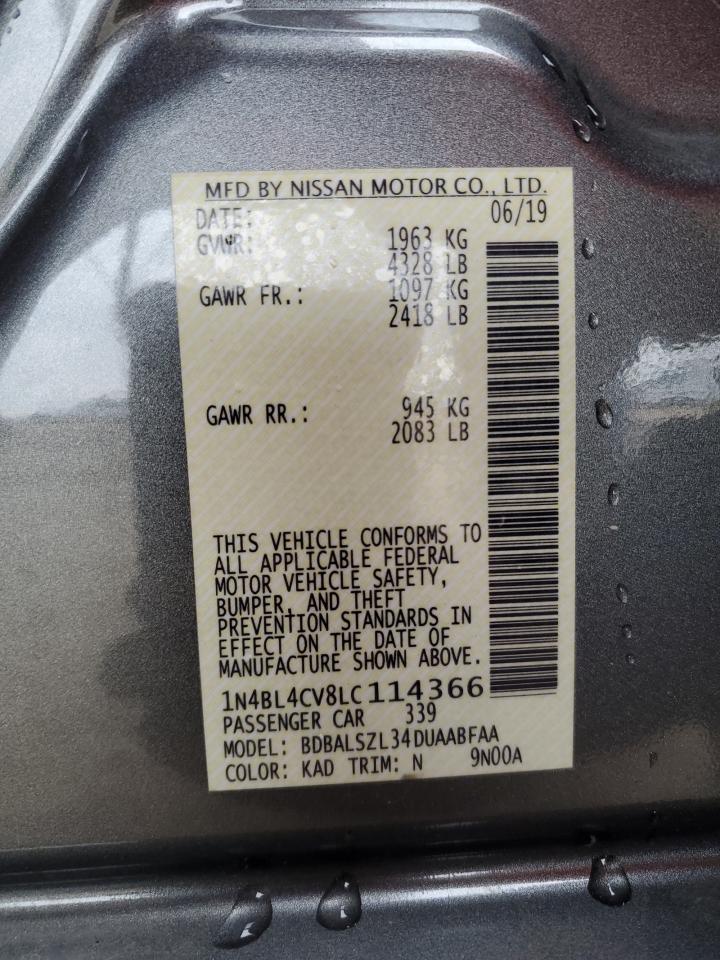 MFD BY NISSAN MOTOR CO., LTD.
DATE: 06/19
GVWR: 1963 KG
4328 LB
GAWR FR.: 1097 KG
2418 LB
GAWR RR.: 945 KG
2083 LB
THIS VEHICLE CONFORMS TO
ALL APPLICABLE FEDERAL
MOTOR VEHICLE SAFETY,
BUMPER, AND THEFT
PREVENTION STANDARDS IN
EFFECT ON THE DATE OF
MANUFACTURE SHOWN ABOVE.
1N4BL4CV8LC114366
PASSENGER CAR 339
MODEL: BDBALSZL34DUAABFAA
COLOR: KAD TRIM: N 9N00A